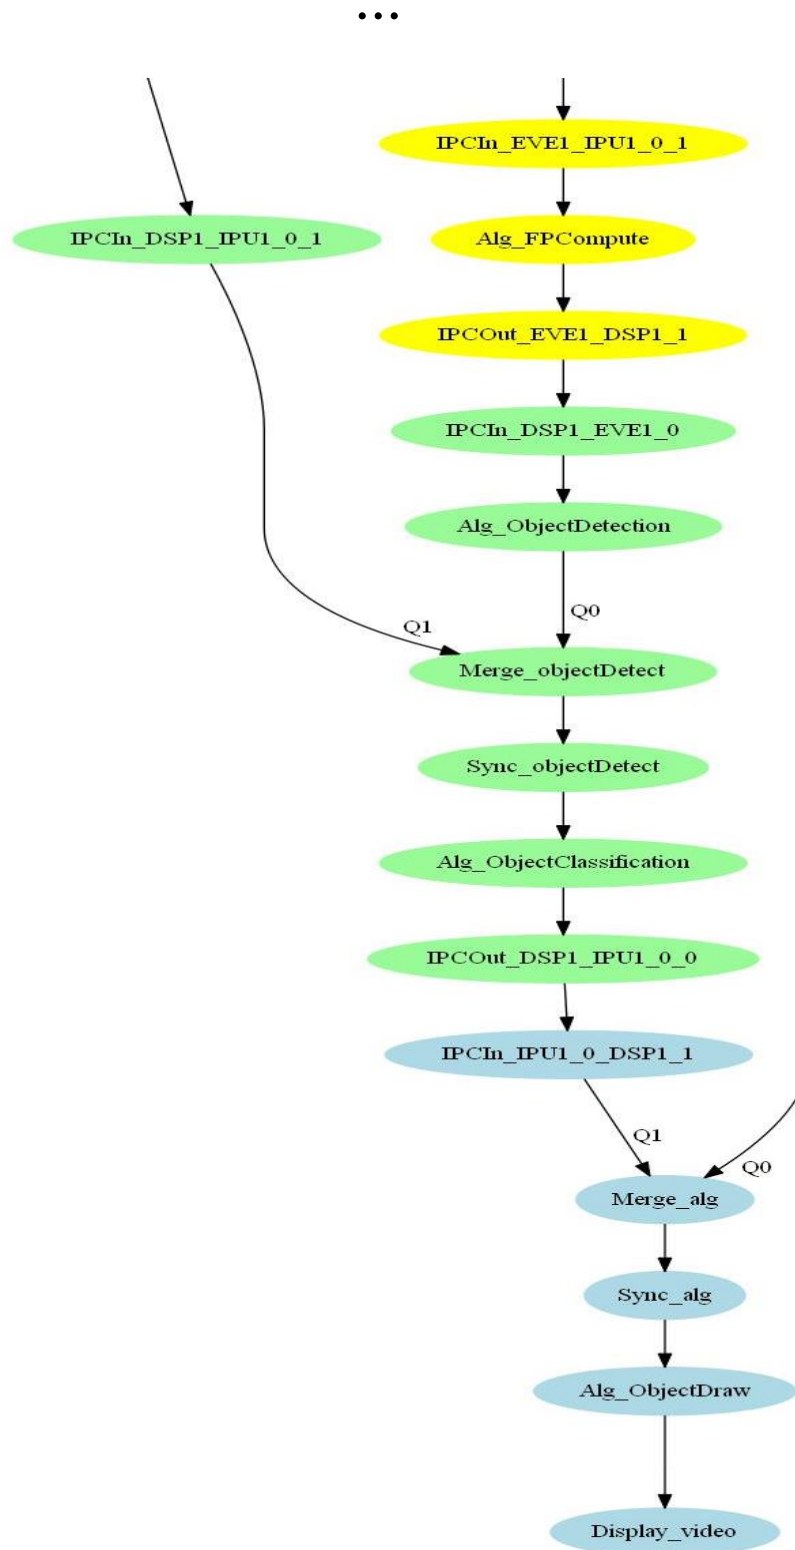 ...
IPCIn_EVE1_IPU1_0_1
IPCIn_DSP1_IPU1_0_1
Alg_FPCompute
IPCOut_EVE1_DSP1_1
IPCIn_DSP1_EVE1_0
Alg_ObjectDetection
Q1
Q0
Merge_objectDetect
Sync_objectDetect
Alg_ObjectClassification
IPCOut_DSP1_IPU1_0_0
IPCIn_IPU1_0_DSP1_1
Q1
Q0
Merge_alg
Sync_alg
Alg_ObjectDraw
Display_video